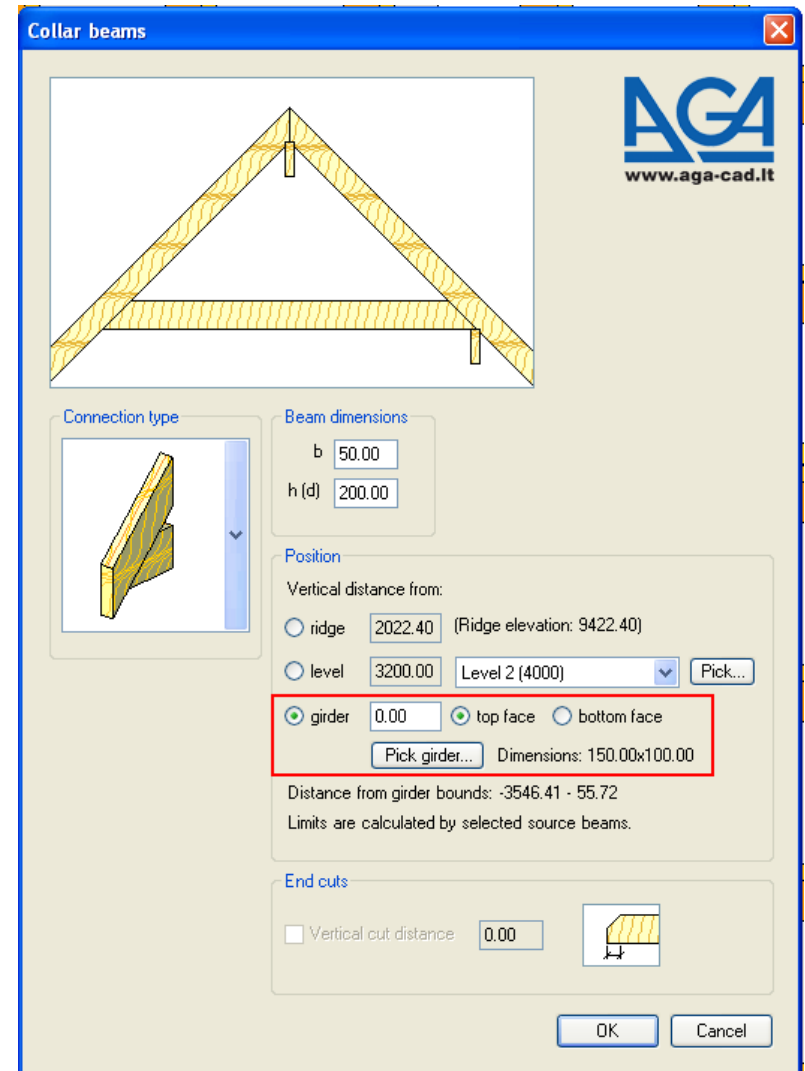 Collar beams
AGA
www.aga-cad.lt
Connection type
Beam dimensions
b 50.00
h (d) 200.00
Position
Vertical distance from:
ridge 2022.40 (Ridge elevation: 9422.40)
level 3200.00 Level 2 (4000) Pick...
girder 0.00 top face bottom face
Pick girder... Dimensions: 150.00x100.00
Distance from girder bounds: -3546.41 - 55.72
Limits are calculated by selected source beams.
End cuts
Vertical cut distance 0.00
OK Cancel